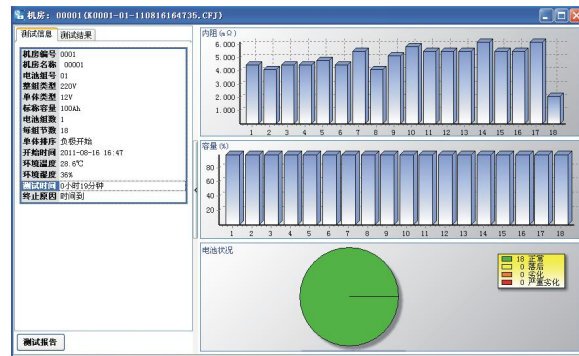 机房: 00001(K0001-01-110816164735.CFJ)
测试信息 测试结果
机房编号 0001
机房名称 00001
电池组号 01
整组类型 220V
单体类型 12V
标称容量 100Ah
电池组数 1
每组节数 18
单体排序 负极开始
开始时间 2011-08-16 16:47
环境温度 28.6℃
环境湿度 36%
测试时间 0小时19分钟
终止原因 时间到
测试报告
内阻(mΩ)
6.000
5.000
4.000
3.000
2.000
1.000
1 2 3 4 5 6 7 8 9 10 11 12 13 14 15 16 17 18
容量(%)
80
60
40
20
1 2 3 4 5 6 7 8 9 10 11 12 13 14 15 16 17 18
电池状况
18 正常
0 落后
0 劣化
0 严重劣化